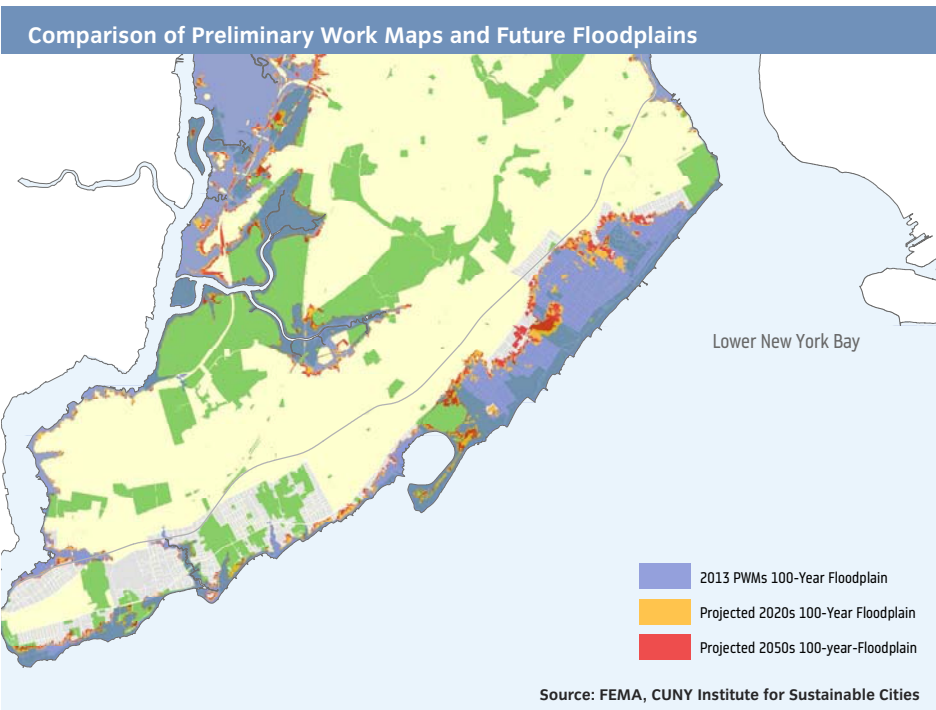 Comparison of Preliminary Work Maps and Future Floodplains
Lower New York Bay
2013 PWMs 100-Year Floodplain
Projected 2020s 100-Year Floodplain
Projected 2050s 100-year-Floodplain
Source: FEMA, CUNY Institute for Sustainable Cities